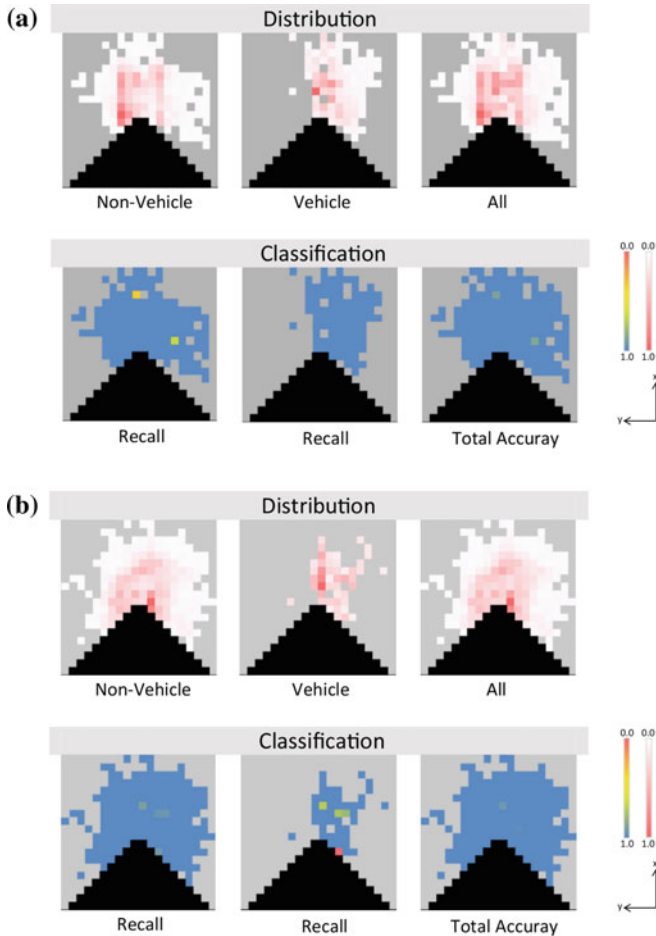 (a)
Distribution
Non-Vehicle Vehicle All
Classification
0.0 0.0
1.0 1.0
x
y
Recall Recall Total Accuray
(b)
Distribution
Non-Vehicle Vehicle All
Classification
0.0 0.0
1.0 1.0
x
y
Recall Recall Total Accuray